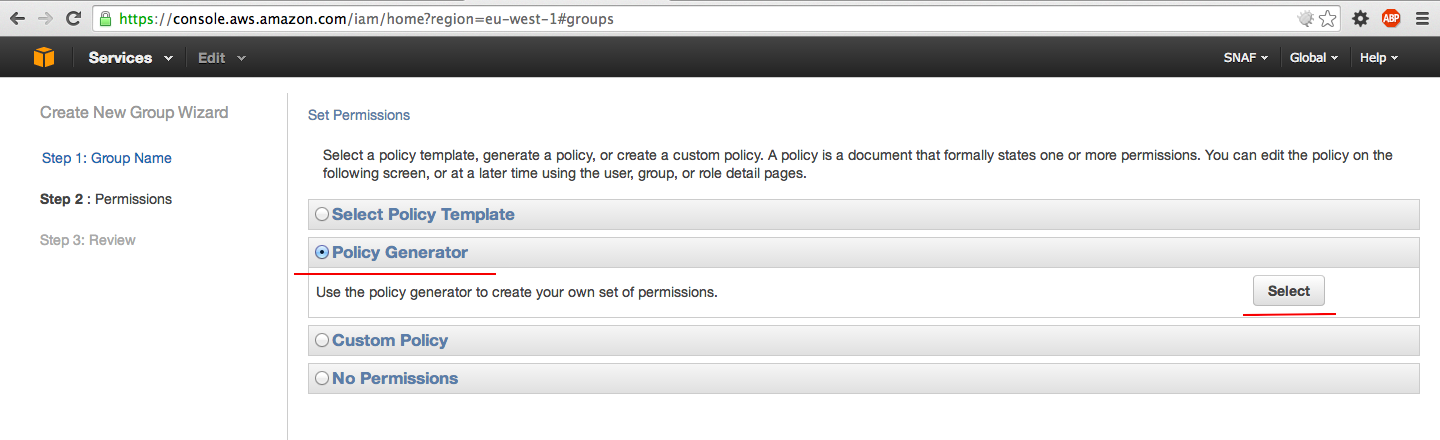 https://console.aws.amazon.com/iam/home?region=eu-west-1#groups
ABP
Services Edit SNAF Global Help
Create New Group Wizard
Step 1: Group Name
Step 2 : Permissions
Step 3: Review
Set Permissions
Select a policy template, generate a policy, or create a custom policy. A policy is a document that formally states one or more permissions. You can edit the policy on the
following screen, or at a later time using the user, group, or role detail pages.
Select Policy Template
Policy Generator
Use the policy generator to create your own set of permissions.
Select
Custom Policy
No Permissions